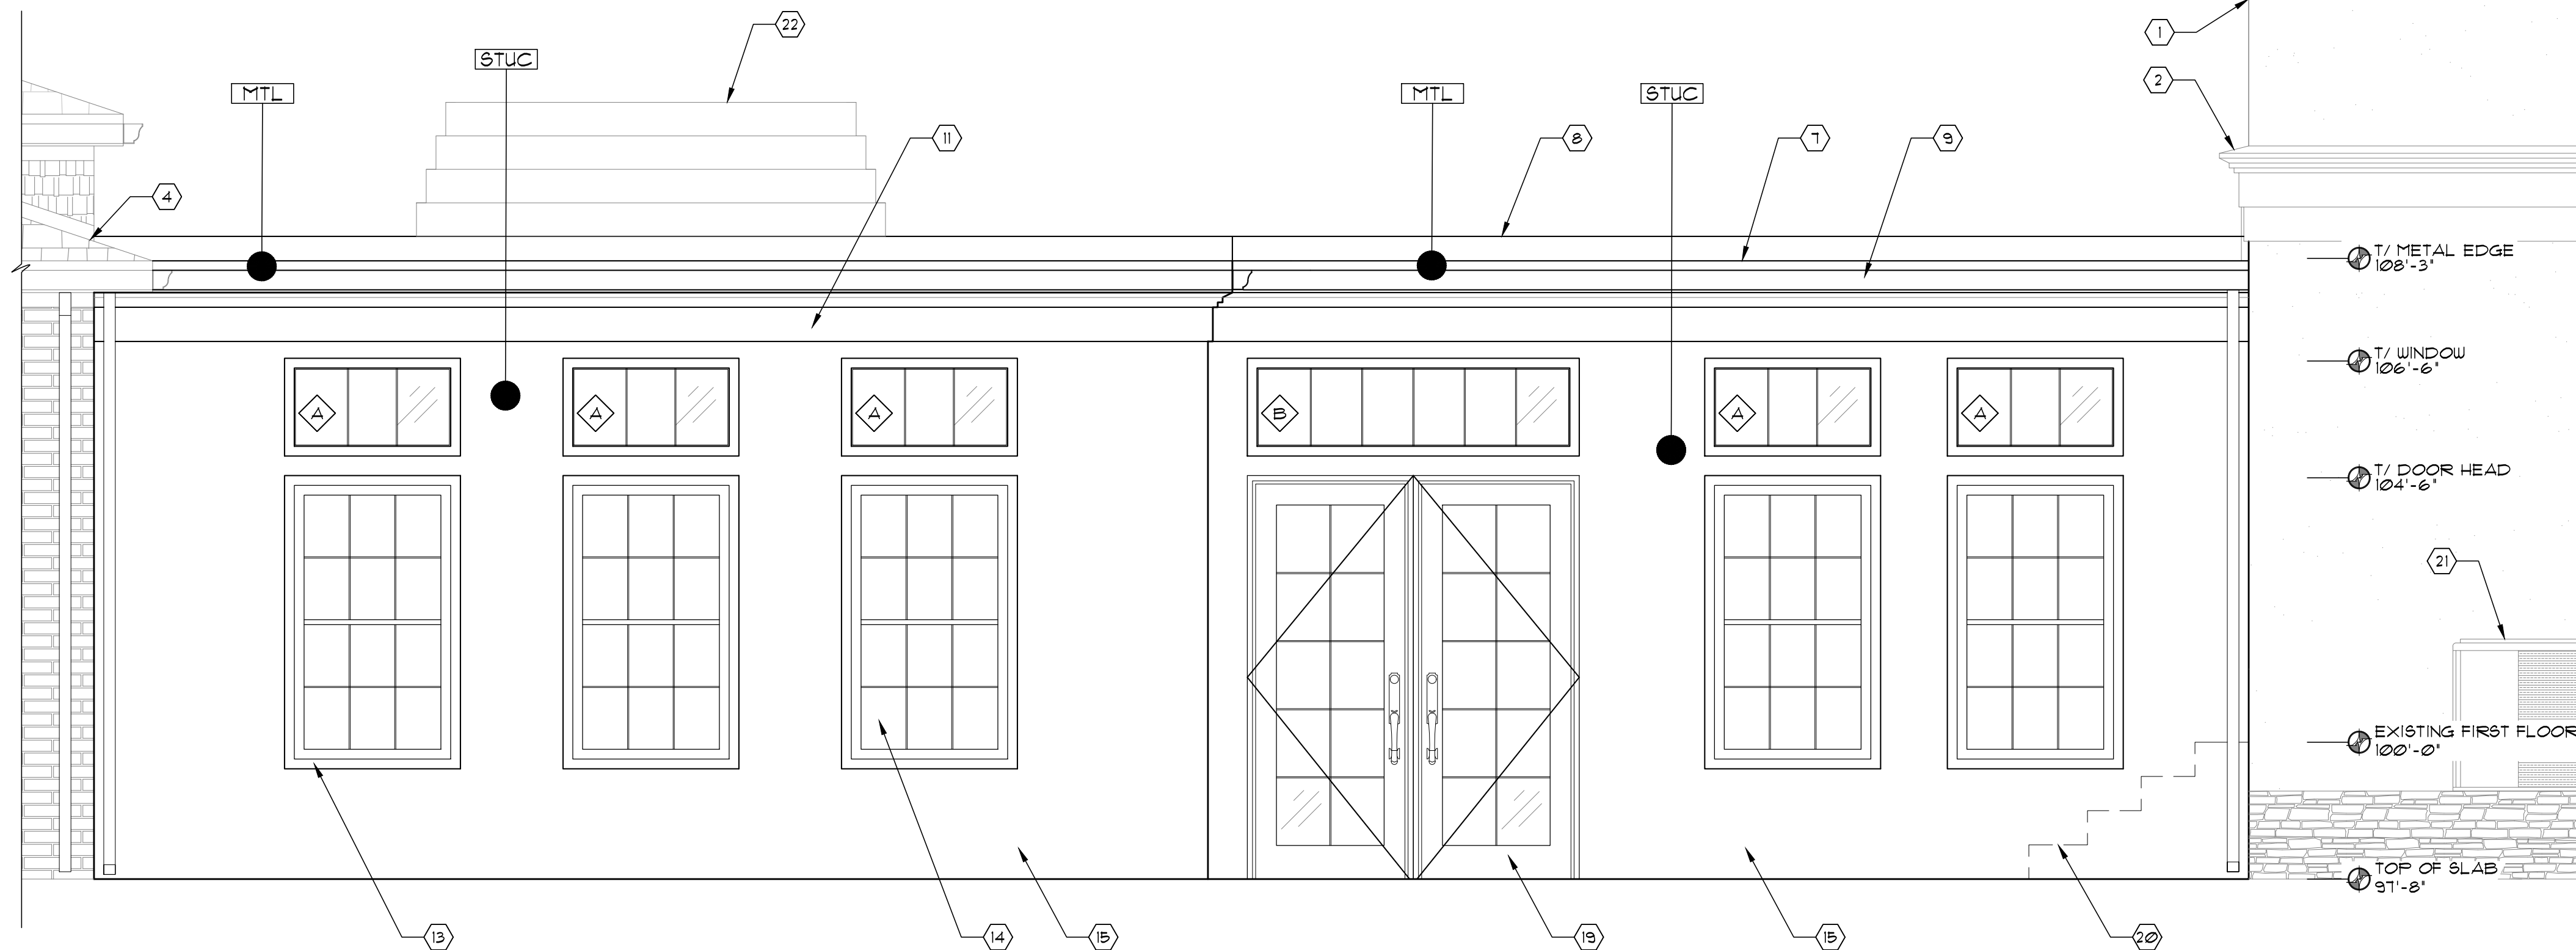 22
1
STUC
2
MTL
MTL
STUC
11
8
7
9
4
T/ METAL EDGE
108'-3"
T/ WINDOW
106'-6"
A
A
A
B
A
A
T/ DOOR HEAD
104'-6"
21
EXISTING FIRST FLOOR
100'-0"
TOP OF SLAB
97'-8"
13
14
15
19
15
20